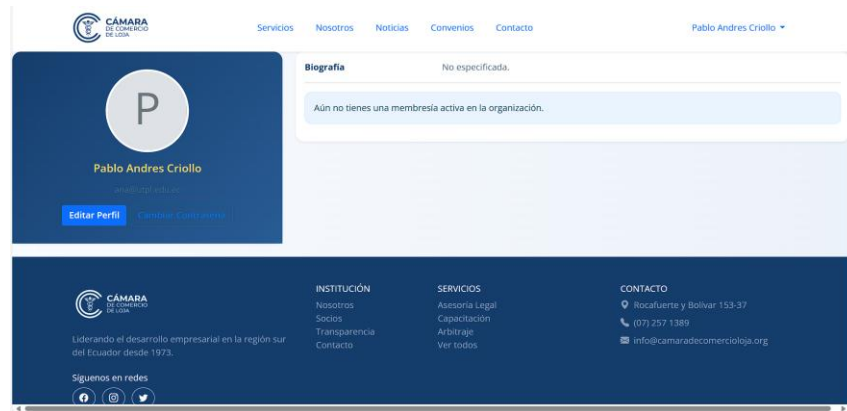 CÁMARA
DE COMERCIO
DE LOJA
Servicios Nosotros Noticias Convenios Contacto
Pablo Andres Criollo
P
Pablo Andres Criollo
Editar Perfil
Biografía No especificada.
Aún no tienes una membresía activa en la organización.
CÁMARA
DE COMERCIO
DE LOJA
Liderando el desarrollo empresarial en la región sur
del Ecuador desde 1973.
Síguenos en redes
INSTITUCIÓN
Nosotros
Socios
Transparencia
Contacto
SERVICIOS
Asesoría Legal
Capacitación
Arbitraje
Ver todos
CONTACTO
Rocafuerte y Bolívar 153-37
(07) 257 1389
info@camaradecomercioloja.org